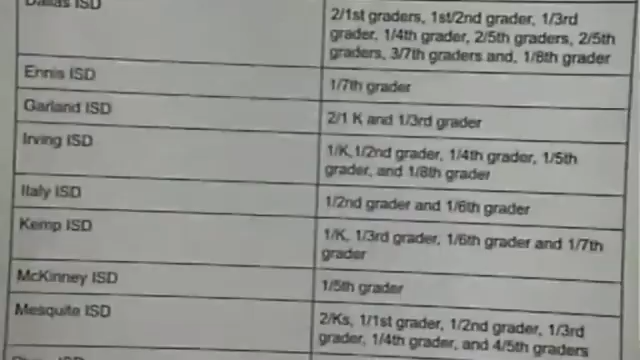 Dallas ISD
2/1st graders, 1st/2nd grader, 1/3rd
grader, 1/4th grader, 2/5th graders, 2/5th
graders, 3/7th graders and, 1/8th grader
Ennis ISD
1/7th grader
Garland ISD
2/1 K and 1/3rd grader
Irving ISD
1/K,1/2nd grader, 1/4th grader, 1/5th
grader, and 1/8th grader
Italy ISD
1/2nd grader and 1/6th grader
Kemp ISD
1/K, 1/3rd grader, 1/6th grader and 1/7th
grader
McKinney ISD
1/5th grader
Mesquite ISD
2/Ks, 1/1st grader, 1/2nd grader, 1/3rd
grader, 1/4th grader, and 4/5th graders
ISD